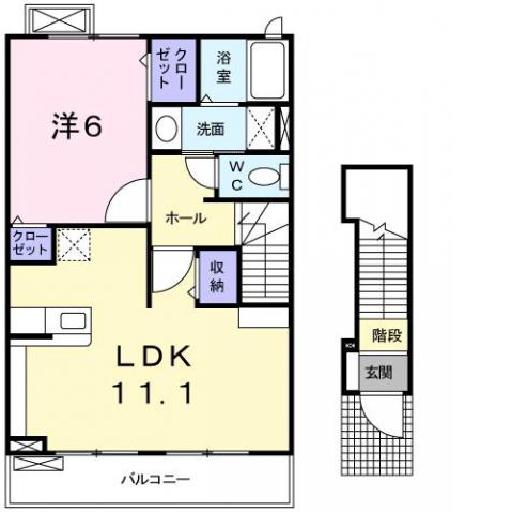 クロー
ゼット
浴
室
洋6
洗面
WC
ホール
クロー
ゼット
収
納
階段
LDK
11.1
玄関
バルコニー